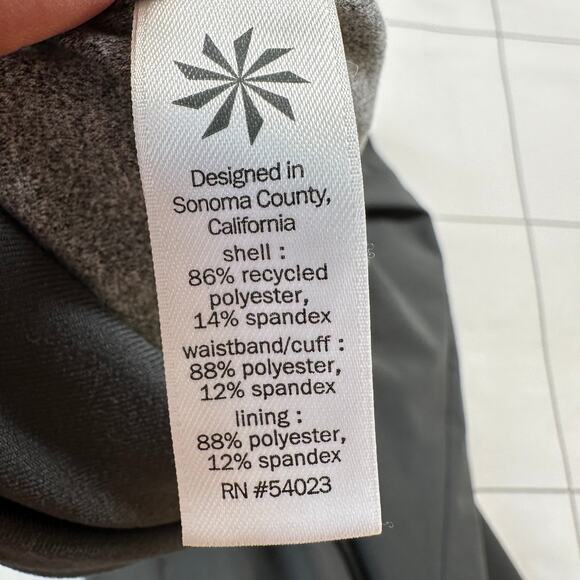 Designed in
Sonoma County,
California
shell :
86% recycled
polyester,
14% spandex
waistband/cuff :
88% polyester,
12% spandex
lining :
88% polyester,
12% spandex
RN #54023